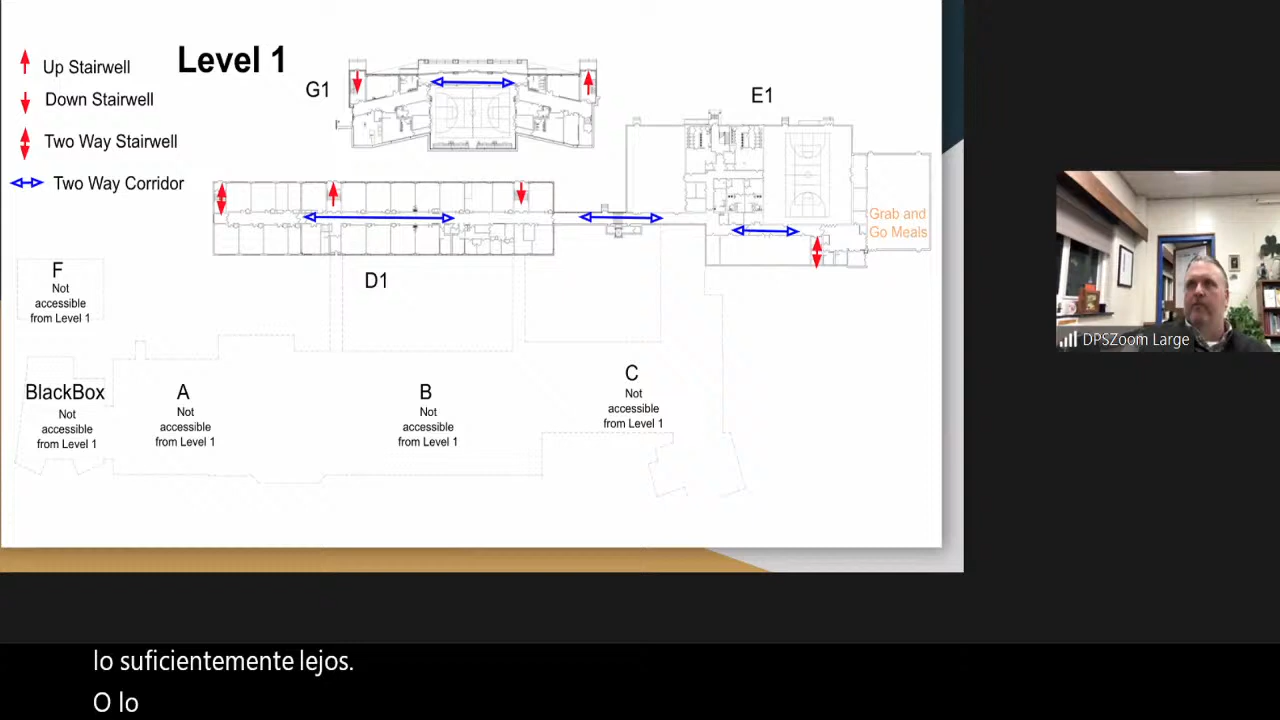 Level 1
Up Stairwell
Down Stairwell
Two Way Stairwell
Two Way Corridor
G1
E1
Grab and
Go Meals
D1
F
Not
accessible
from Level 1
BlackBox
Not
accessible
from Level 1
A
Not
accessible
from Level 1
B
Not
accessible
from Level 1
C
Not
accessible
from Level 1
DPSZoom Large
lo suficientemente lejos.
O lo